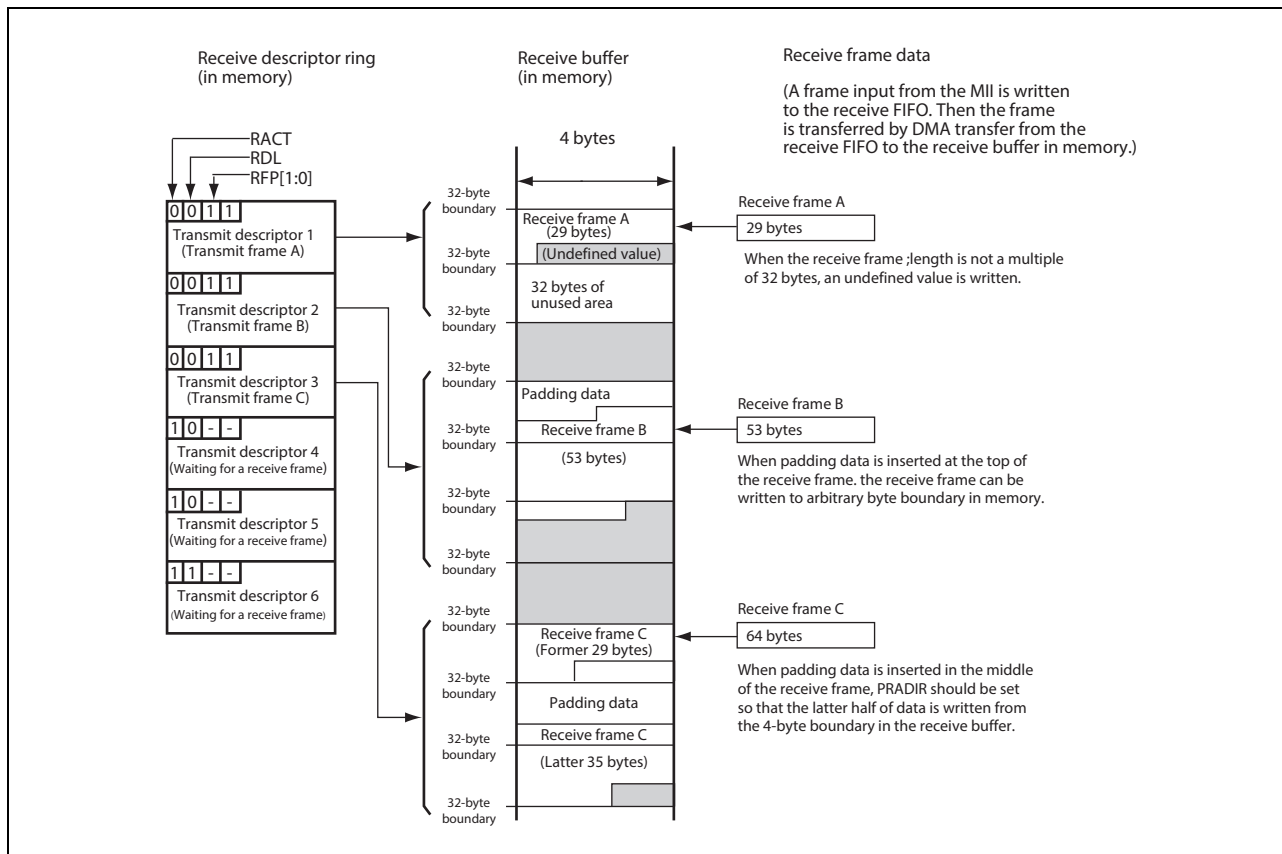 Receive descriptor ring
(in memory)
RACT
RDL
RFP[1:0]
0 0 1 1
Transmit descriptor 1
(Transmit frame A)
0 0 1 1
Transmit descriptor 2
(Transmit frame B)
0 0 1 1
Transmit descriptor 3
(Transmit frame C)
1 0 - -
Transmit descriptor 4
(Waiting for a receive frame)
1 0 - -
Transmit descriptor 5
(Waiting for a receive frame)
1 1 - -
Transmit descriptor 6
(Waiting for a receive frame)
Receive buffer
(in memory)
4 bytes
32-byte
boundary
32-byte
boundary
32-byte
boundary
32-byte
boundary
32-byte
boundary
32-byte
boundary
32-byte
boundary
32-byte
boundary
32-byte
boundary
32-byte
boundary
32-byte
boundary
Receive frame A
(29 bytes)
(Undefined value)
32 bytes of
unused area
Padding data
Receive frame B
(53 bytes)
Receive frame C
(Former 29 bytes)
Padding data
Receive frame C
(Latter 35 bytes)
Receive frame data
(A frame input from the MII is written
to the receive FIFO. Then the frame
is transferred by DMA transfer from the
receive FIFO to the receive buffer in memory.)
Receive frame A
29 bytes
When the receive frame ;length is not a multiple
of 32 bytes, an undefined value is written.
Receive frame B
53 bytes
When padding data is inserted at the top of
the receive frame. the receive frame can be
written to arbitrary byte boundary in memory.
Receive frame C
64 bytes
When padding data is inserted in the middle
of the receive frame, PRADIR should be set
so that the latter half of data is written from
the 4-byte boundary in the receive buffer.